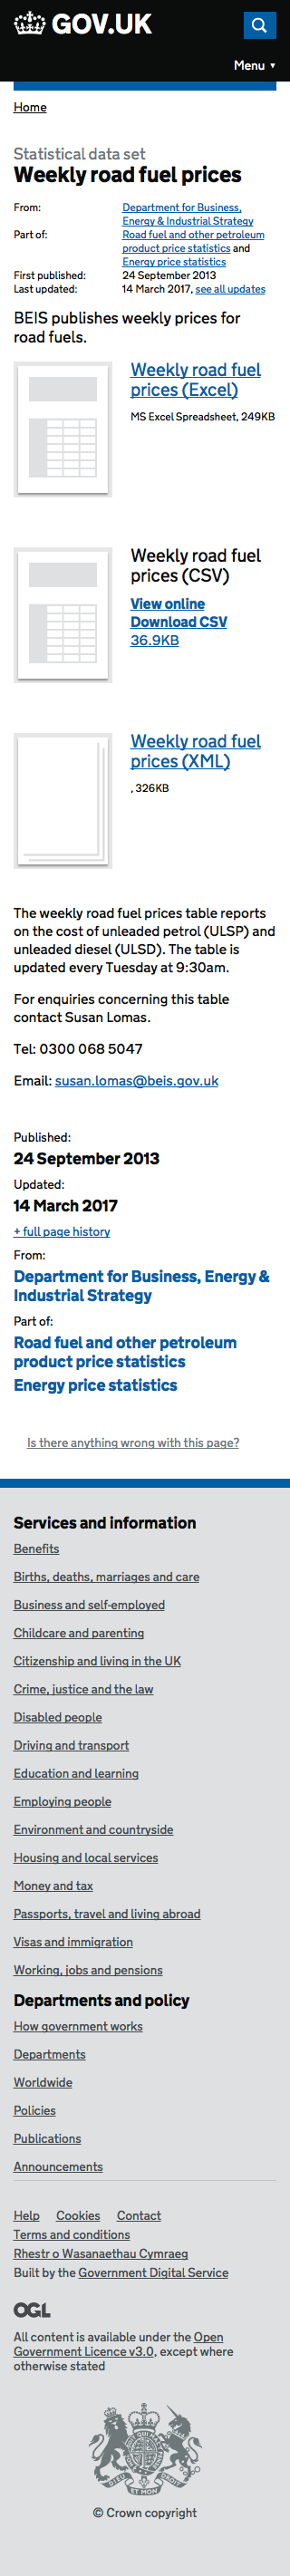 GOV.UK
Menu ▼
Home
Statistical data set
Weekly road fuel prices
From: Department for Business,
Energy & Industrial Strategy
Part of: Road fuel and other petroleum
product price statistics and
Energy price statistics
First published: 24 September 2013
Last updated: 14 March 2017, see all updates
BEIS publishes weekly prices for
road fuels.
Weekly road fuel
prices (Excel)
MS Excel Spreadsheet, 249KB
Weekly road fuel
prices (CSV)
View online
Download CSV
36.9KB
Weekly road fuel
prices (XML)
, 326KB
The weekly road fuel prices table reports
on the cost of unleaded petrol (ULSP) and
unleaded diesel (ULSD). The table is
updated every Tuesday at 9:30am.
For enquiries concerning this table
contact Susan Lomas.
Tel: 0300 068 5047
Email: susan.lomas@beis.gov.uk
Published:
24 September 2013
Updated:
14 March 2017
+ full page history
From:
Department for Business, Energy &
Industrial Strategy
Part of:
Road fuel and other petroleum
product price statistics
Energy price statistics
Is there anything wrong with this page?
Services and information
Benefits
Births, deaths, marriages and care
Business and self-employed
Childcare and parenting
Citizenship and living in the UK
Crime, justice and the law
Disabled people
Driving and transport
Education and learning
Employing people
Environment and countryside
Housing and local services
Money and tax
Passports, travel and living abroad
Visas and immigration
Working, jobs and pensions
Departments and policy
How government works
Departments
Worldwide
Policies
Publications
Announcements
Help Cookies Contact
Terms and conditions
Rhestr o Wasanaethau Cymraeg
Built by the Government Digital Service
OGL
All content is available under the Open
Government Licence v3.0, except where
otherwise stated
DIEU ET MON DROIT
© Crown copyright